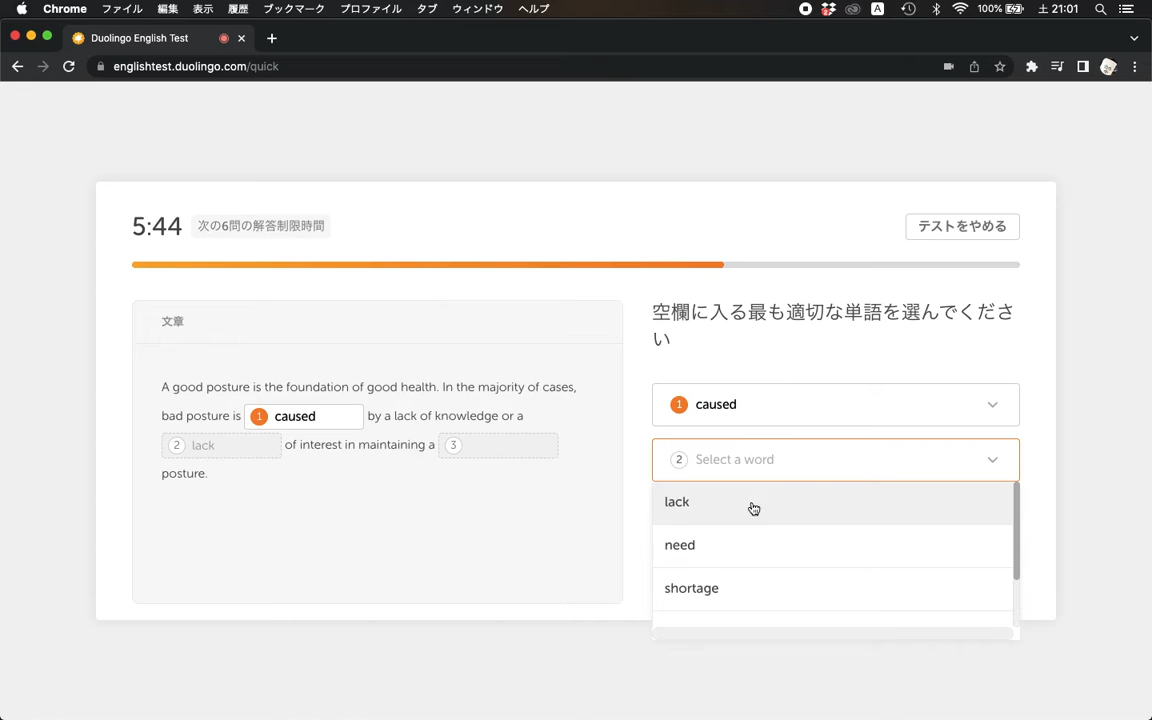 Chrome ファイル 編集 表示 履歴 ブックマーク プロファイル タブ ウィンドウ ヘルプ A 100% 土 21:01
Duolingo English Test
englishtest.duolingo.com/quick
5:44 次の6問の解答制限時間 テストをやめる
文章
A good posture is the foundation of good health. In the majority of cases,
bad posture is 1 caused by a lack of knowledge or a
2 lack of interest in maintaining a 3
posture.
空欄に入る最も適切な単語を選んでくださ
い
1 caused
2 Select a word
lack
need
shortage